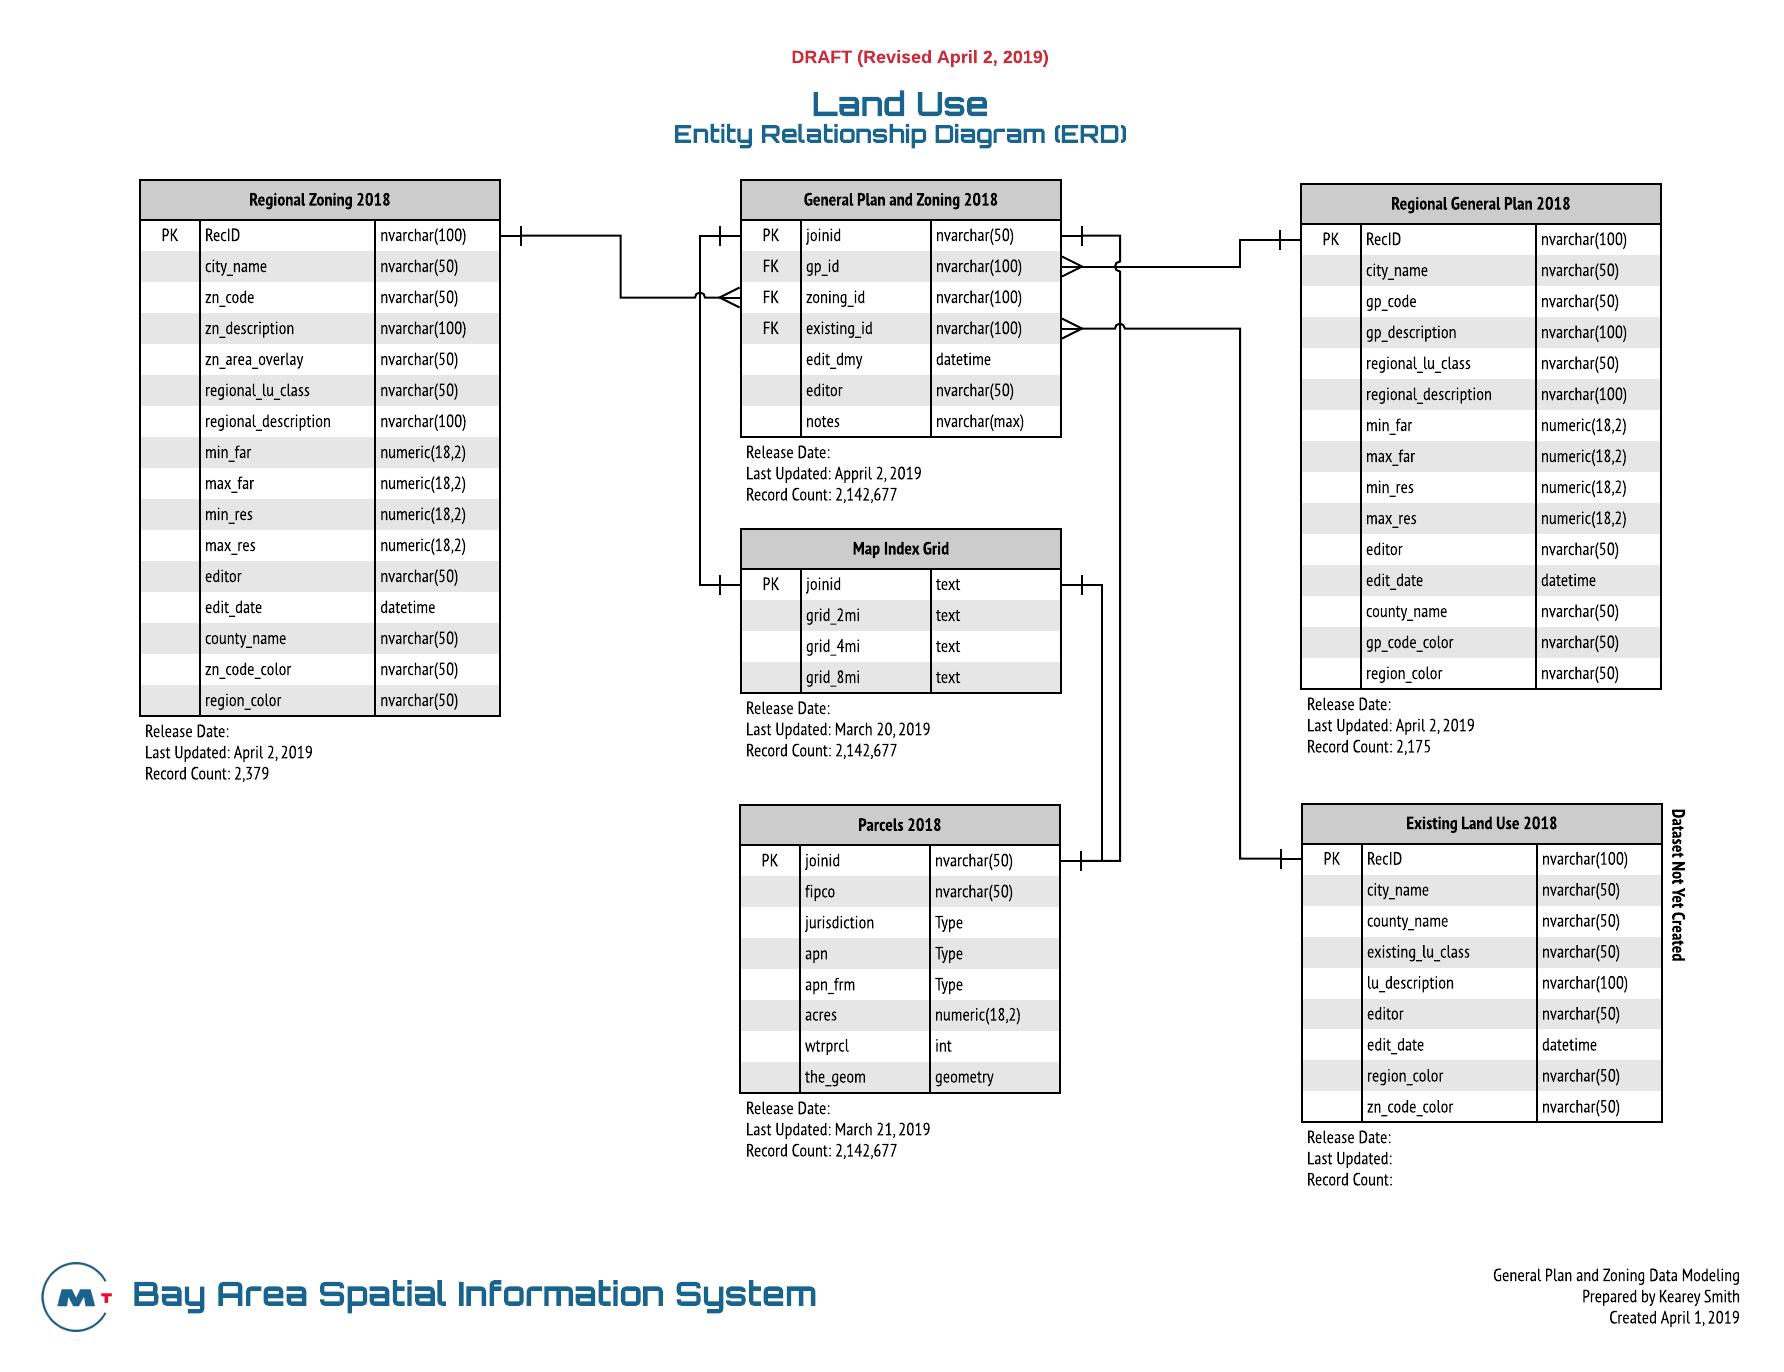 DRAFT (Revised April 2, 2019)
Land Use
Entity Relationship Diagram (ERD)
Regional Zoning 2018
PK RecID nvarchar(100)
city_name nvarchar(50)
zn_code nvarchar(50)
zn_description nvarchar(100)
zn_area_overlay nvarchar(50)
regional_lu_class nvarchar(50)
regional_description nvarchar(100)
min_far numeric(18,2)
max_far numeric(18,2)
min_res numeric(18,2)
max_res numeric(18,2)
editor nvarchar(50)
edit_date datetime
county_name nvarchar(50)
zn_code_color nvarchar(50)
region_color nvarchar(50)
Release Date:
Last Updated: April 2, 2019
Record Count: 2,379
General Plan and Zoning 2018
PK joinid nvarchar(50)
FK gp_id nvarchar(100)
FK zoning_id nvarchar(100)
FK existing_id nvarchar(100)
edit_dmy datetime
editor nvarchar(50)
notes nvarchar(max)
Release Date:
Last Updated: Appril 2, 2019
Record Count: 2,142,677
Map Index Grid
PK joinid text
grid_2mi text
grid_4mi text
grid_8mi text
Release Date:
Last Updated: March 20, 2019
Record Count: 2,142,677
Parcels 2018
PK joinid nvarchar(50)
fipco nvarchar(50)
jurisdiction Type
apn Type
apn_frm Type
acres numeric(18,2)
wtrprcl int
the_geom geometry
Release Date:
Last Updated: March 21, 2019
Record Count: 2,142,677
Regional General Plan 2018
PK RecID nvarchar(100)
city_name nvarchar(50)
gp_code nvarchar(50)
gp_description nvarchar(100)
regional_lu_class nvarchar(50)
regional_description nvarchar(100)
min_far numeric(18,2)
max_far numeric(18,2)
min_res numeric(18,2)
max_res numeric(18,2)
editor nvarchar(50)
edit_date datetime
county_name nvarchar(50)
gp_code_color nvarchar(50)
region_color nvarchar(50)
Release Date:
Last Updated: April 2, 2019
Record Count: 2,175
Existing Land Use 2018
PK RecID nvarchar(100)
city_name nvarchar(50)
county_name nvarchar(50)
existing_lu_class nvarchar(50)
lu_description nvarchar(100)
editor nvarchar(50)
edit_date datetime
region_color nvarchar(50)
zn_code_color nvarchar(50)
Release Date:
Last Updated:
Record Count:
Dataset Not Yet Created
M T
Bay Area Spatial Information System
General Plan and Zoning Data Modeling
Prepared by Kearey Smith
Created April 1, 2019